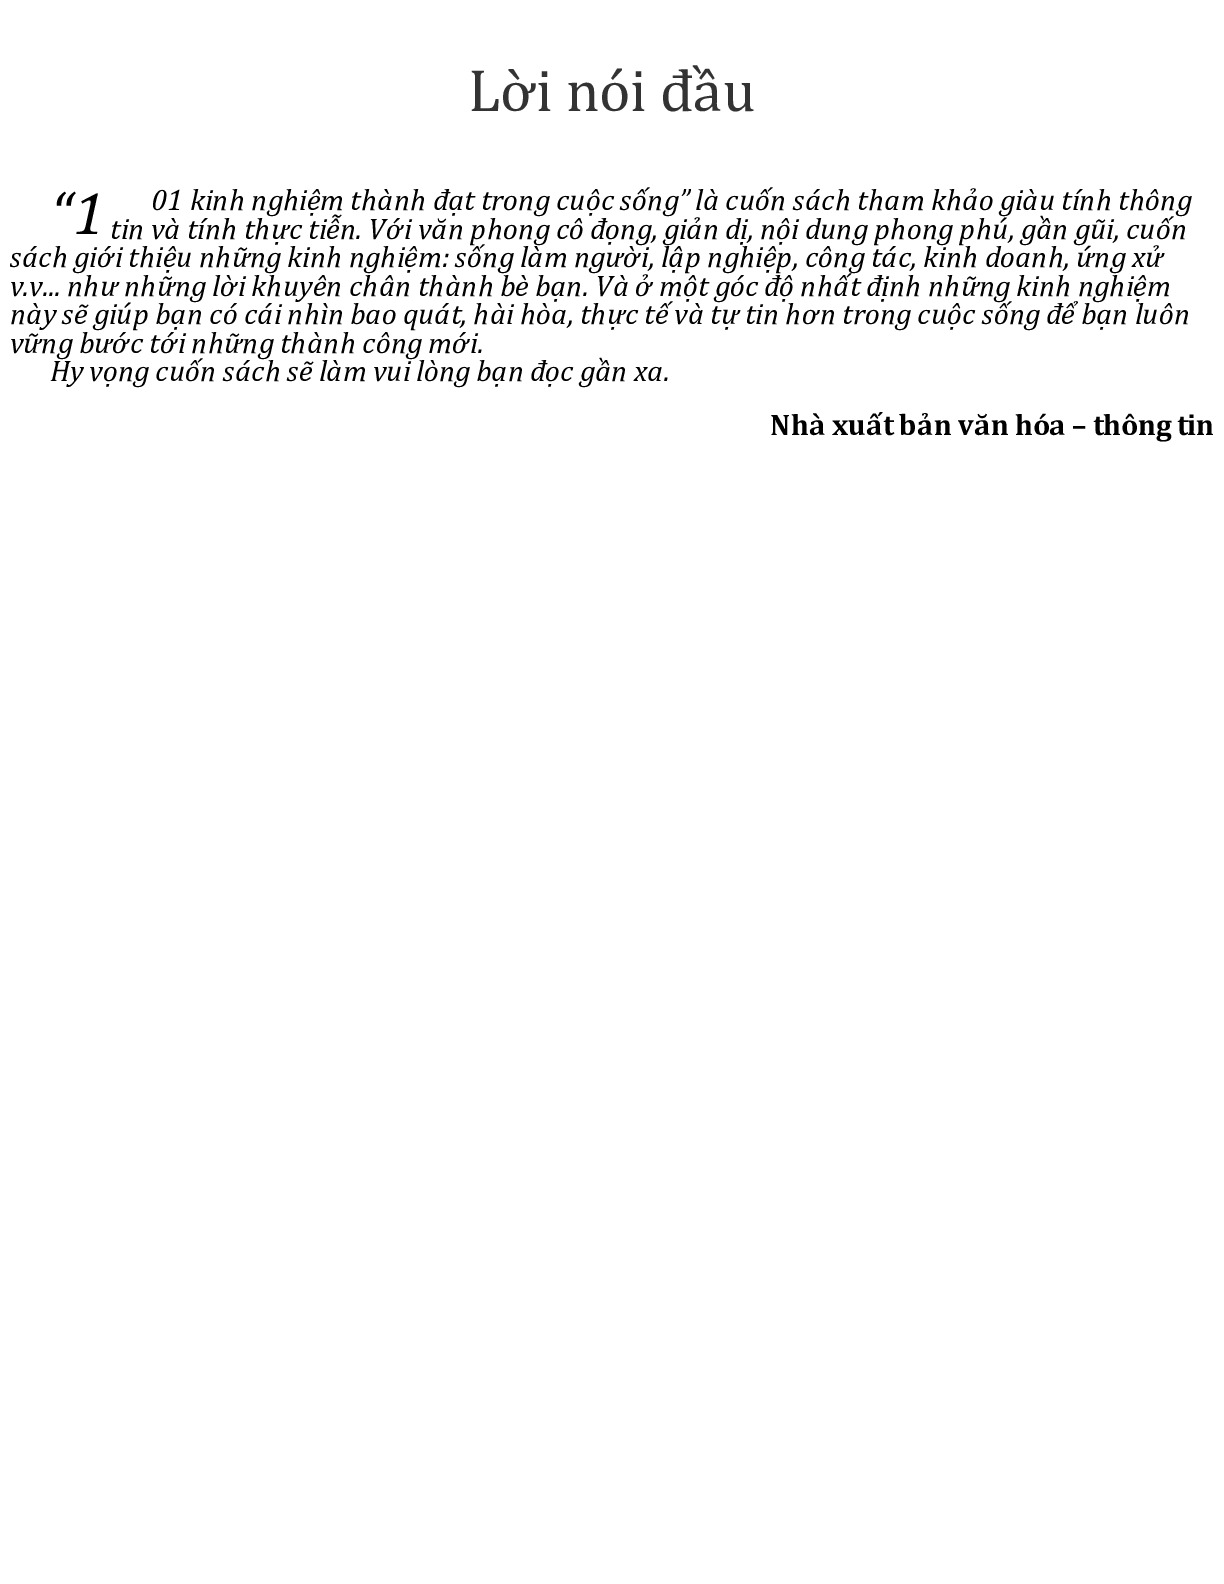 Lời nói đầu
“101 kinh nghiệm thành đạt trong cuộc sống” là cuốn sách tham khảo giàu tính thông
tin và tính thực tiễn. Với văn phong cô đọng, giản dị, nội dung phong phú, gần gũi, cuốn
sách giới thiệu những kinh nghiệm: sống làm người, lập nghiệp, công tác, kinh doanh, ứng xử
v.v... như những lời khuyên chân thành bè bạn. Và ở một góc độ nhất định những kinh nghiệm
này sẽ giúp bạn có cái nhìn bao quát, hài hòa, thực tế và tự tin hơn trong cuộc sống để bạn luôn
vững bước tới những thành công mới.
Hy vọng cuốn sách sẽ làm vui lòng bạn đọc gần xa.
Nhà xuất bản văn hóa – thông tin